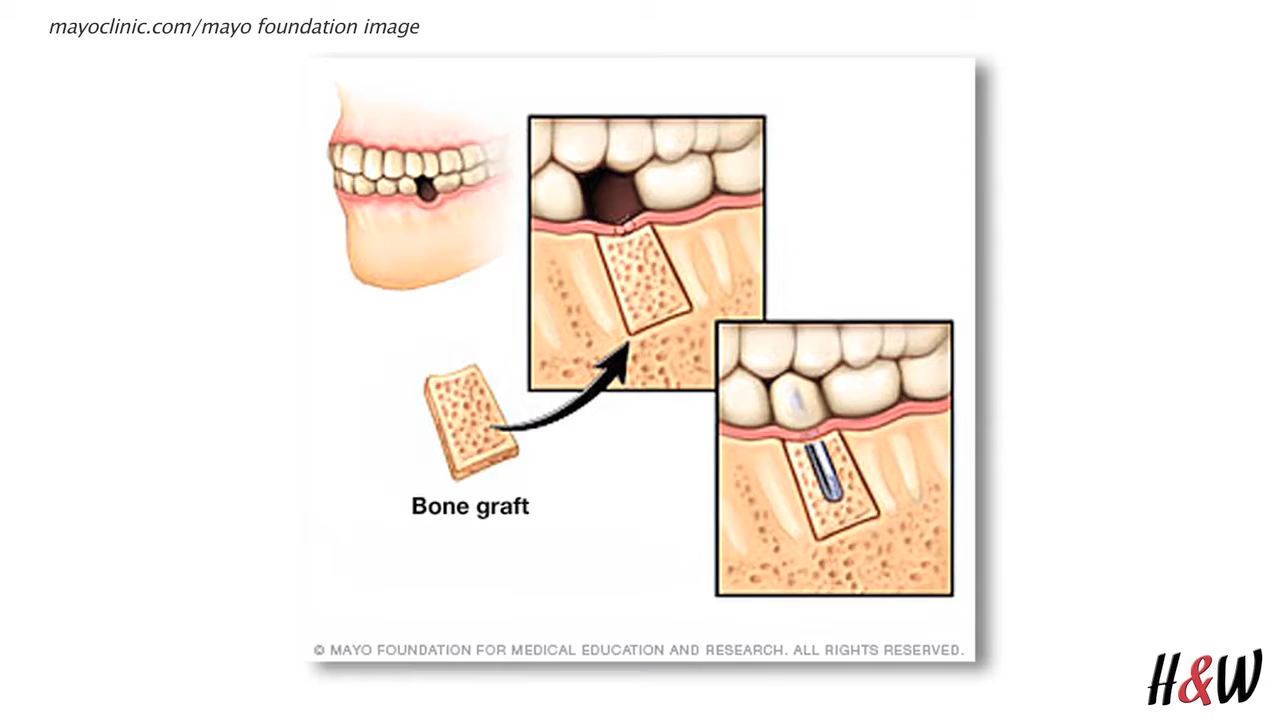 mayoclinic.com/mayo foundation image
Bone graft
© MAYO FOUNDATION FOR MEDICAL EDUCATION AND RESEARCH. ALL RIGHTS RESERVED.
H&W